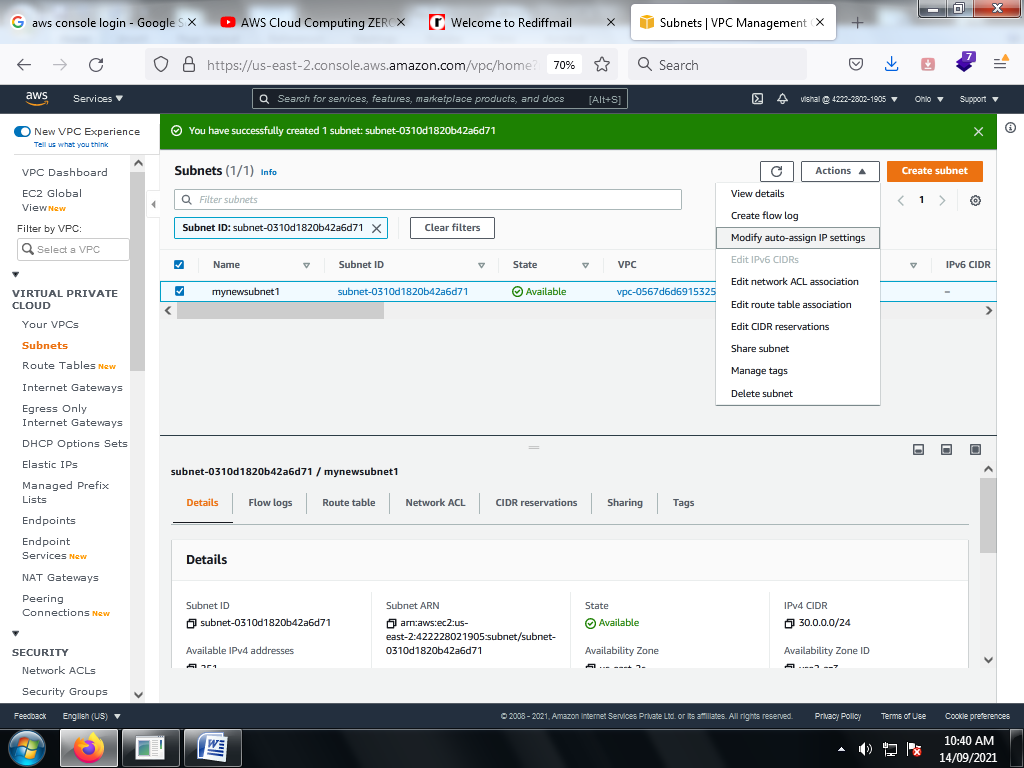 aws console login - Google S
AWS Cloud Computing ZERO
Welcome to Rediffmail
Subnets | VPC Management
https://us-east-2.console.aws.amazon.com/vpc/home?
70%
Search
7
aws
Services
Search for services, features, marketplace products, and docs
[Alt+S]
vishal @ 4222-2802-1905
Ohio
Support
New VPC Experience
Tell us what you think
You have successfully created 1 subnet: subnet-0310d1820b42a6d71
VPC Dashboard
EC2 Global
View New
Filter by VPC:
Select a VPC
VIRTUAL PRIVATE
CLOUD
Your VPCs
Subnets
Route Tables New
Internet Gateways
Egress Only
Internet Gateways
DHCP Options Sets
Elastic IPs
Managed Prefix
Lists
Endpoints
Endpoint
Services New
NAT Gateways
Peering
Connections New
SECURITY
Network ACLs
Security Groups
Subnets (1/1) Info
Actions
Create subnet
Filter subnets
1
Subnet ID: subnet-0310d1820b42a6d71
Clear filters
View details
Create flow log
Modify auto-assign IP settings
Edit IPv6 CIDRs
Edit network ACL association
Edit route table association
Edit CIDR reservations
Share subnet
Manage tags
Delete subnet
Name
Subnet ID
State
VPC
IPv6 CIDR
mynewsubnet1
subnet-0310d1820b42a6d71
Available
vpc-0567d6d6915325
–
subnet-0310d1820b42a6d71 / mynewsubnet1
Details
Flow logs
Route table
Network ACL
CIDR reservations
Sharing
Tags
Details
Subnet ID
subnet-0310d1820b42a6d71
Subnet ARN
arn:aws:ec2:us-
east-2:422228021905:subnet/subnet-
0310d1820b42a6d71
State
Available
IPv4 CIDR
30.0.0.0/24
Available IPv4 addresses
251
Availability Zone
us-east-2c
Availability Zone ID
use2-az3
Feedback
English (US)
© 2008 - 2021, Amazon Internet Services Private Ltd. or its affiliates. All rights reserved.
Privacy Policy
Terms of Use
Cookie preferences
10:40 AM
14/09/2021